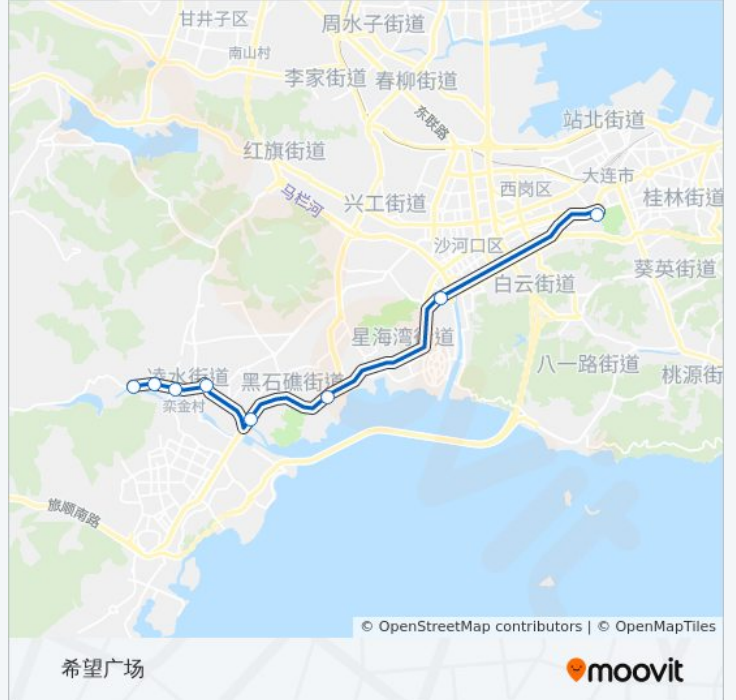 甘井子区
周水子街道
南山村
李家街道
春柳街道
东联路
站北街道
红旗街道
大连市
西岗区
桂林街道
马栏河
兴工街道
沙河口区
葵英街道
白云街道
星海湾街道
八一路街道
凌水街道
黑石礁街道
桃源街
栾金村
旅顺南路
© OpenStreetMap contributors | © OpenMapTiles
希望广场
moovit